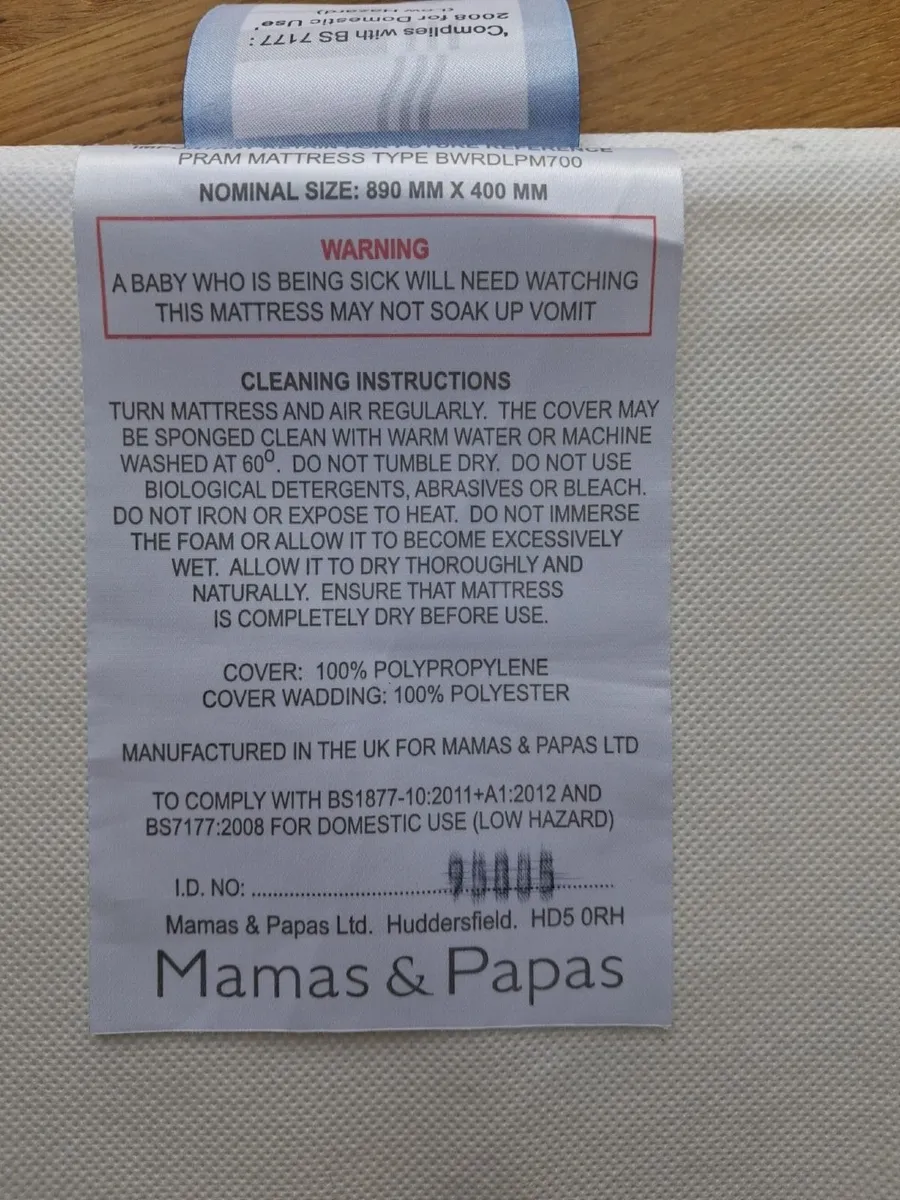 "Complies with BS 7177:
2008 for Domestic Use"
(Low Hazard)
FUTURE REFERENCE
PRAM MATTRESS TYPE BWRDLPM700
NOMINAL SIZE: 890 MM X 400 MM
WARNING
A BABY WHO IS BEING SICK WILL NEED WATCHING
THIS MATTRESS MAY NOT SOAK UP VOMIT
CLEANING INSTRUCTIONS
TURN MATTRESS AND AIR REGULARLY. THE COVER MAY
BE SPONGED CLEAN WITH WARM WATER OR MACHINE
WASHED AT 60º. DO NOT TUMBLE DRY. DO NOT USE
BIOLOGICAL DETERGENTS, ABRASIVES OR BLEACH.
DO NOT IRON OR EXPOSE TO HEAT. DO NOT IMMERSE
THE FOAM OR ALLOW IT TO BECOME EXCESSIVELY
WET. ALLOW IT TO DRY THOROUGHLY AND
NATURALLY. ENSURE THAT MATTRESS
IS COMPLETELY DRY BEFORE USE.
COVER: 100% POLYPROPYLENE
COVER WADDING: 100% POLYESTER
MANUFACTURED IN THE UK FOR MAMAS & PAPAS LTD
TO COMPLY WITH BS1877-10:2011+A1:2012 AND
BS7177:2008 FOR DOMESTIC USE (LOW HAZARD)
I.D. NO:
Mamas & Papas Ltd. Huddersfield. HD5 0RH
Mamas & Papas